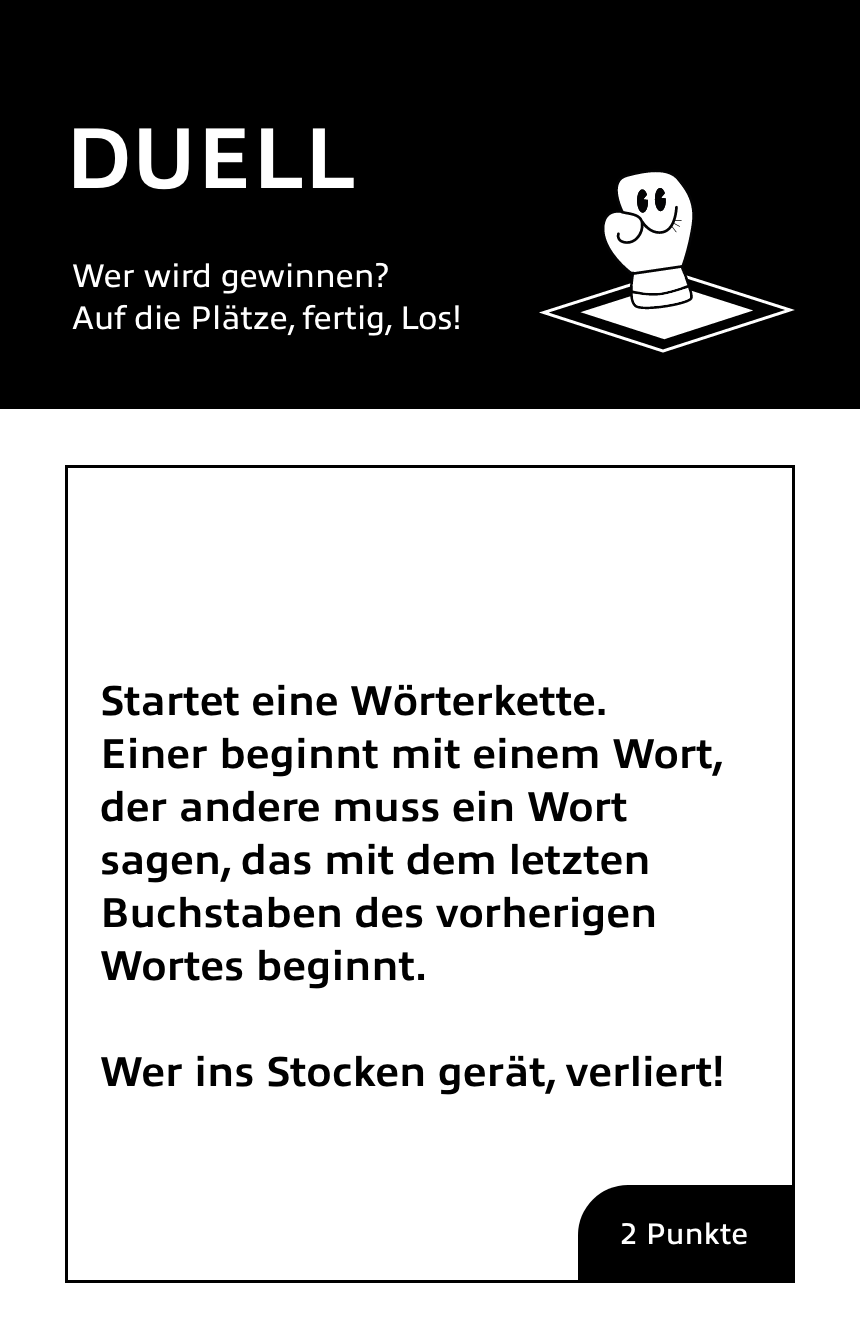 DUELL
Wer wird gewinnen?
Auf die Plätze, fertig, Los!
Startet eine Wörterkette.
Einer beginnt mit einem Wort,
der andere muss ein Wort
sagen, das mit dem letzten
Buchstaben des vorherigen
Wortes beginnt.
Wer ins Stocken gerät, verliert!
2 Punkte